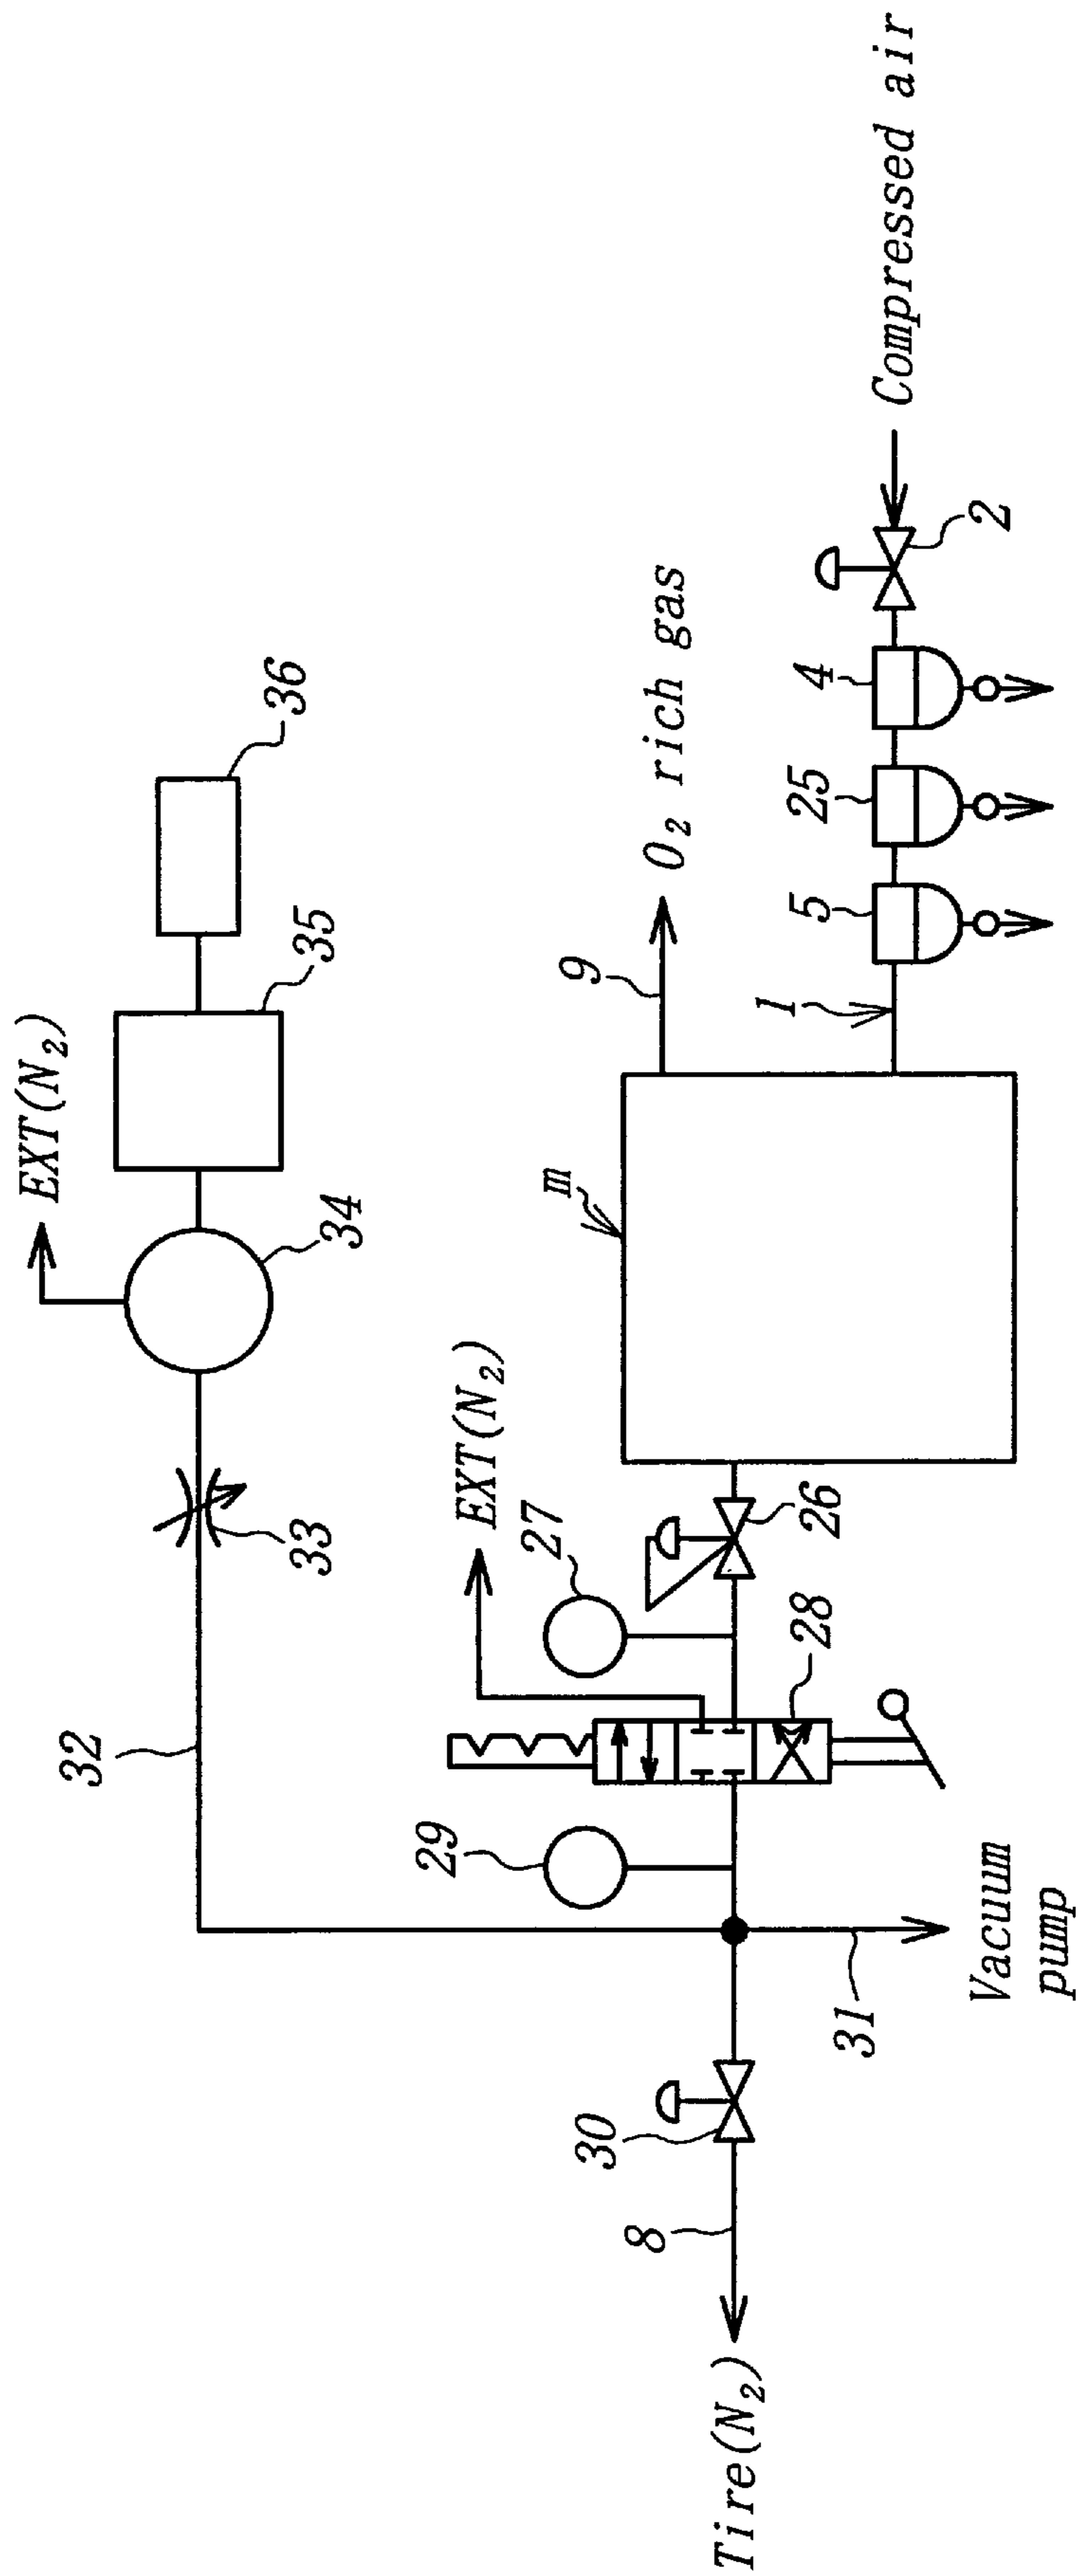 EXT(N₂)
32
36
35
33
34
29
EXT(N₂)
27
m
9
30
8
O₂ rich gas
Tire(N₂)
28
26
1
5
25
4
31
Compressed air
2
Vacuum
pump